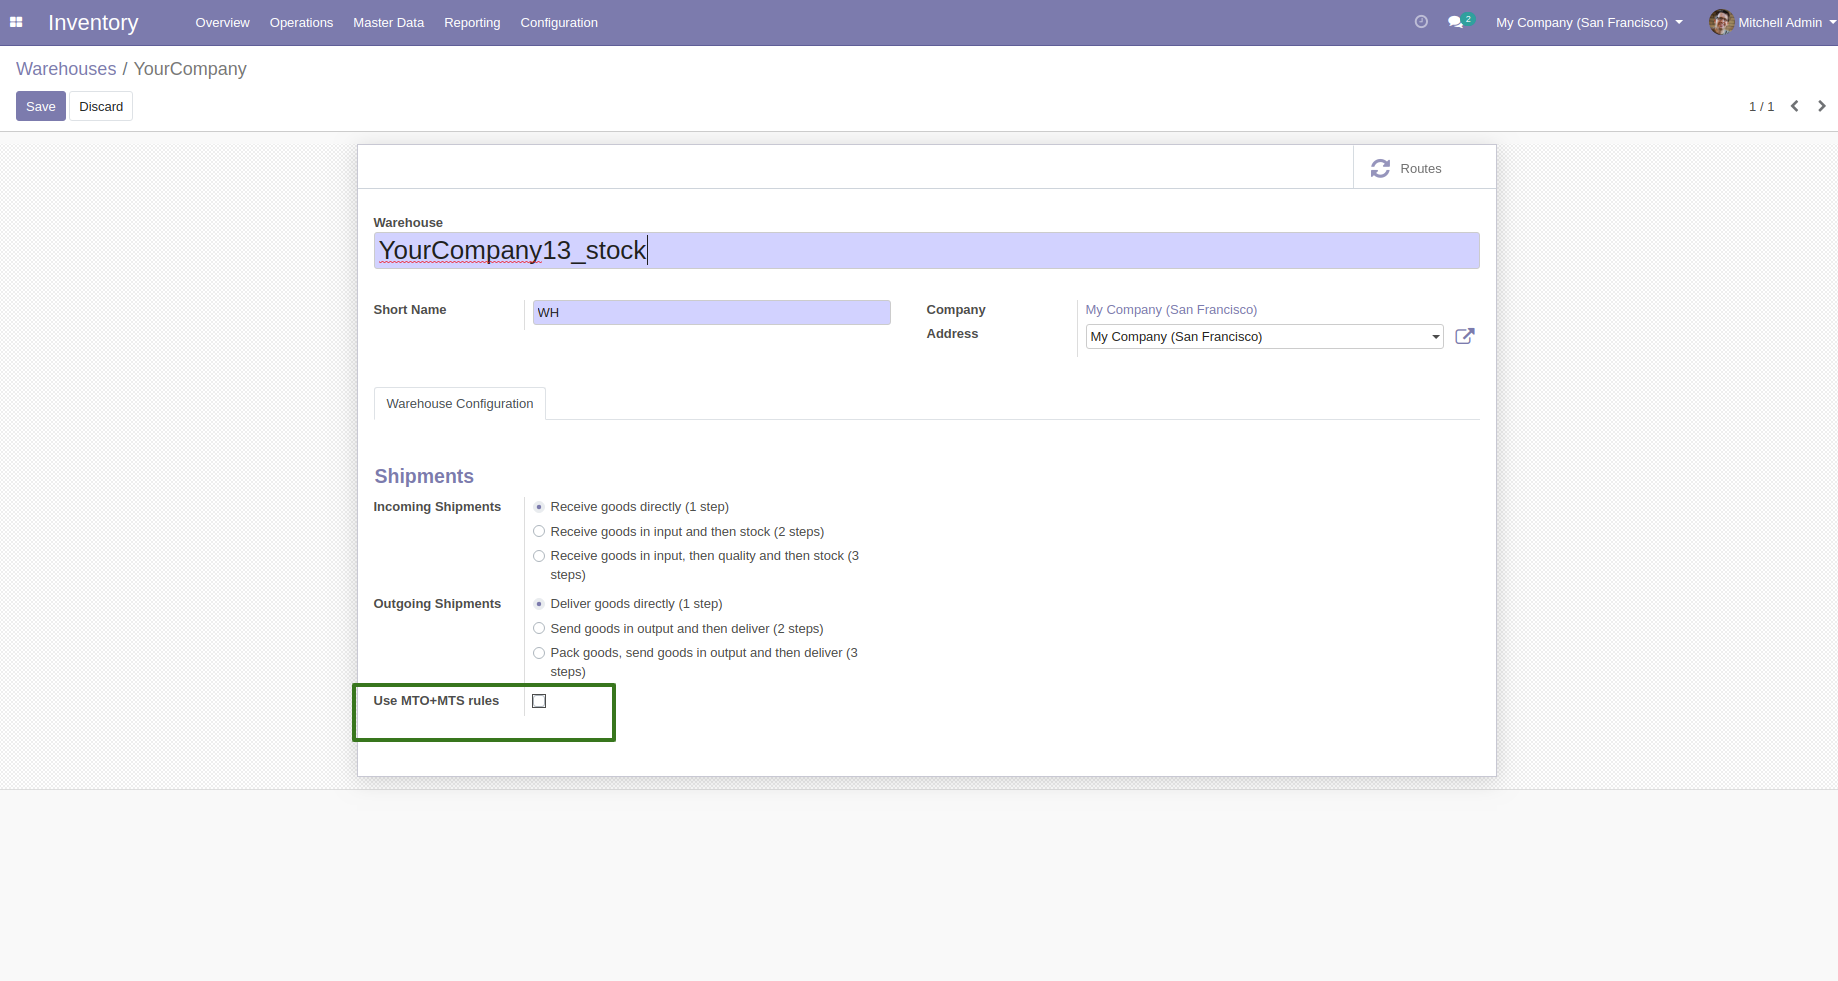 Inventory Overview Operations Master Data Reporting Configuration 2 My Company (San Francisco) Mitchell Admin
Warehouses / YourCompany
Save Discard 1 / 1
Routes
Warehouse
YourCompany13_stock
Short Name WH Company My Company (San Francisco)
Address My Company (San Francisco)
Warehouse Configuration
Shipments
Incoming Shipments Receive goods directly (1 step)
Receive goods in input and then stock (2 steps)
Receive goods in input, then quality and then stock (3
steps)
Outgoing Shipments Deliver goods directly (1 step)
Send goods in output and then deliver (2 steps)
Pack goods, send goods in output and then deliver (3
steps)
Use MTO+MTS rules